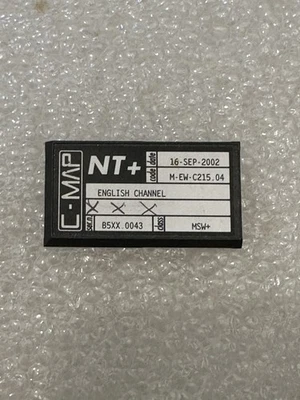 C-MAP
NT+
date 16-SEP-2002
code M-EW-C215.04
ENGLISH CHANNEL
X X X
ser.n B5XX.0043 class MSW+